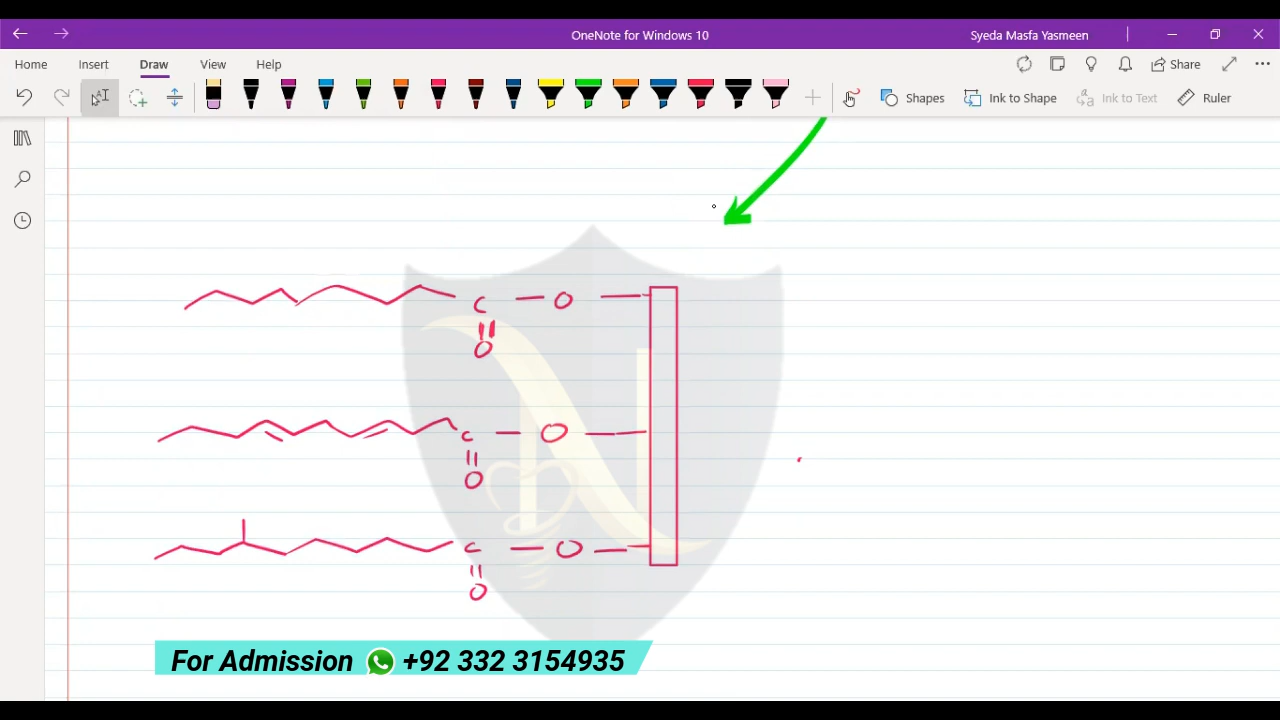 OneNote for Windows 10
Syeda Masfa Yasmeen
Home Insert Draw View Help
Share
Shapes Ink to Shape Ink to Text Ruler
C — O —
O
C — O —
O
C — O —
O
For Admission +92 332 3154935